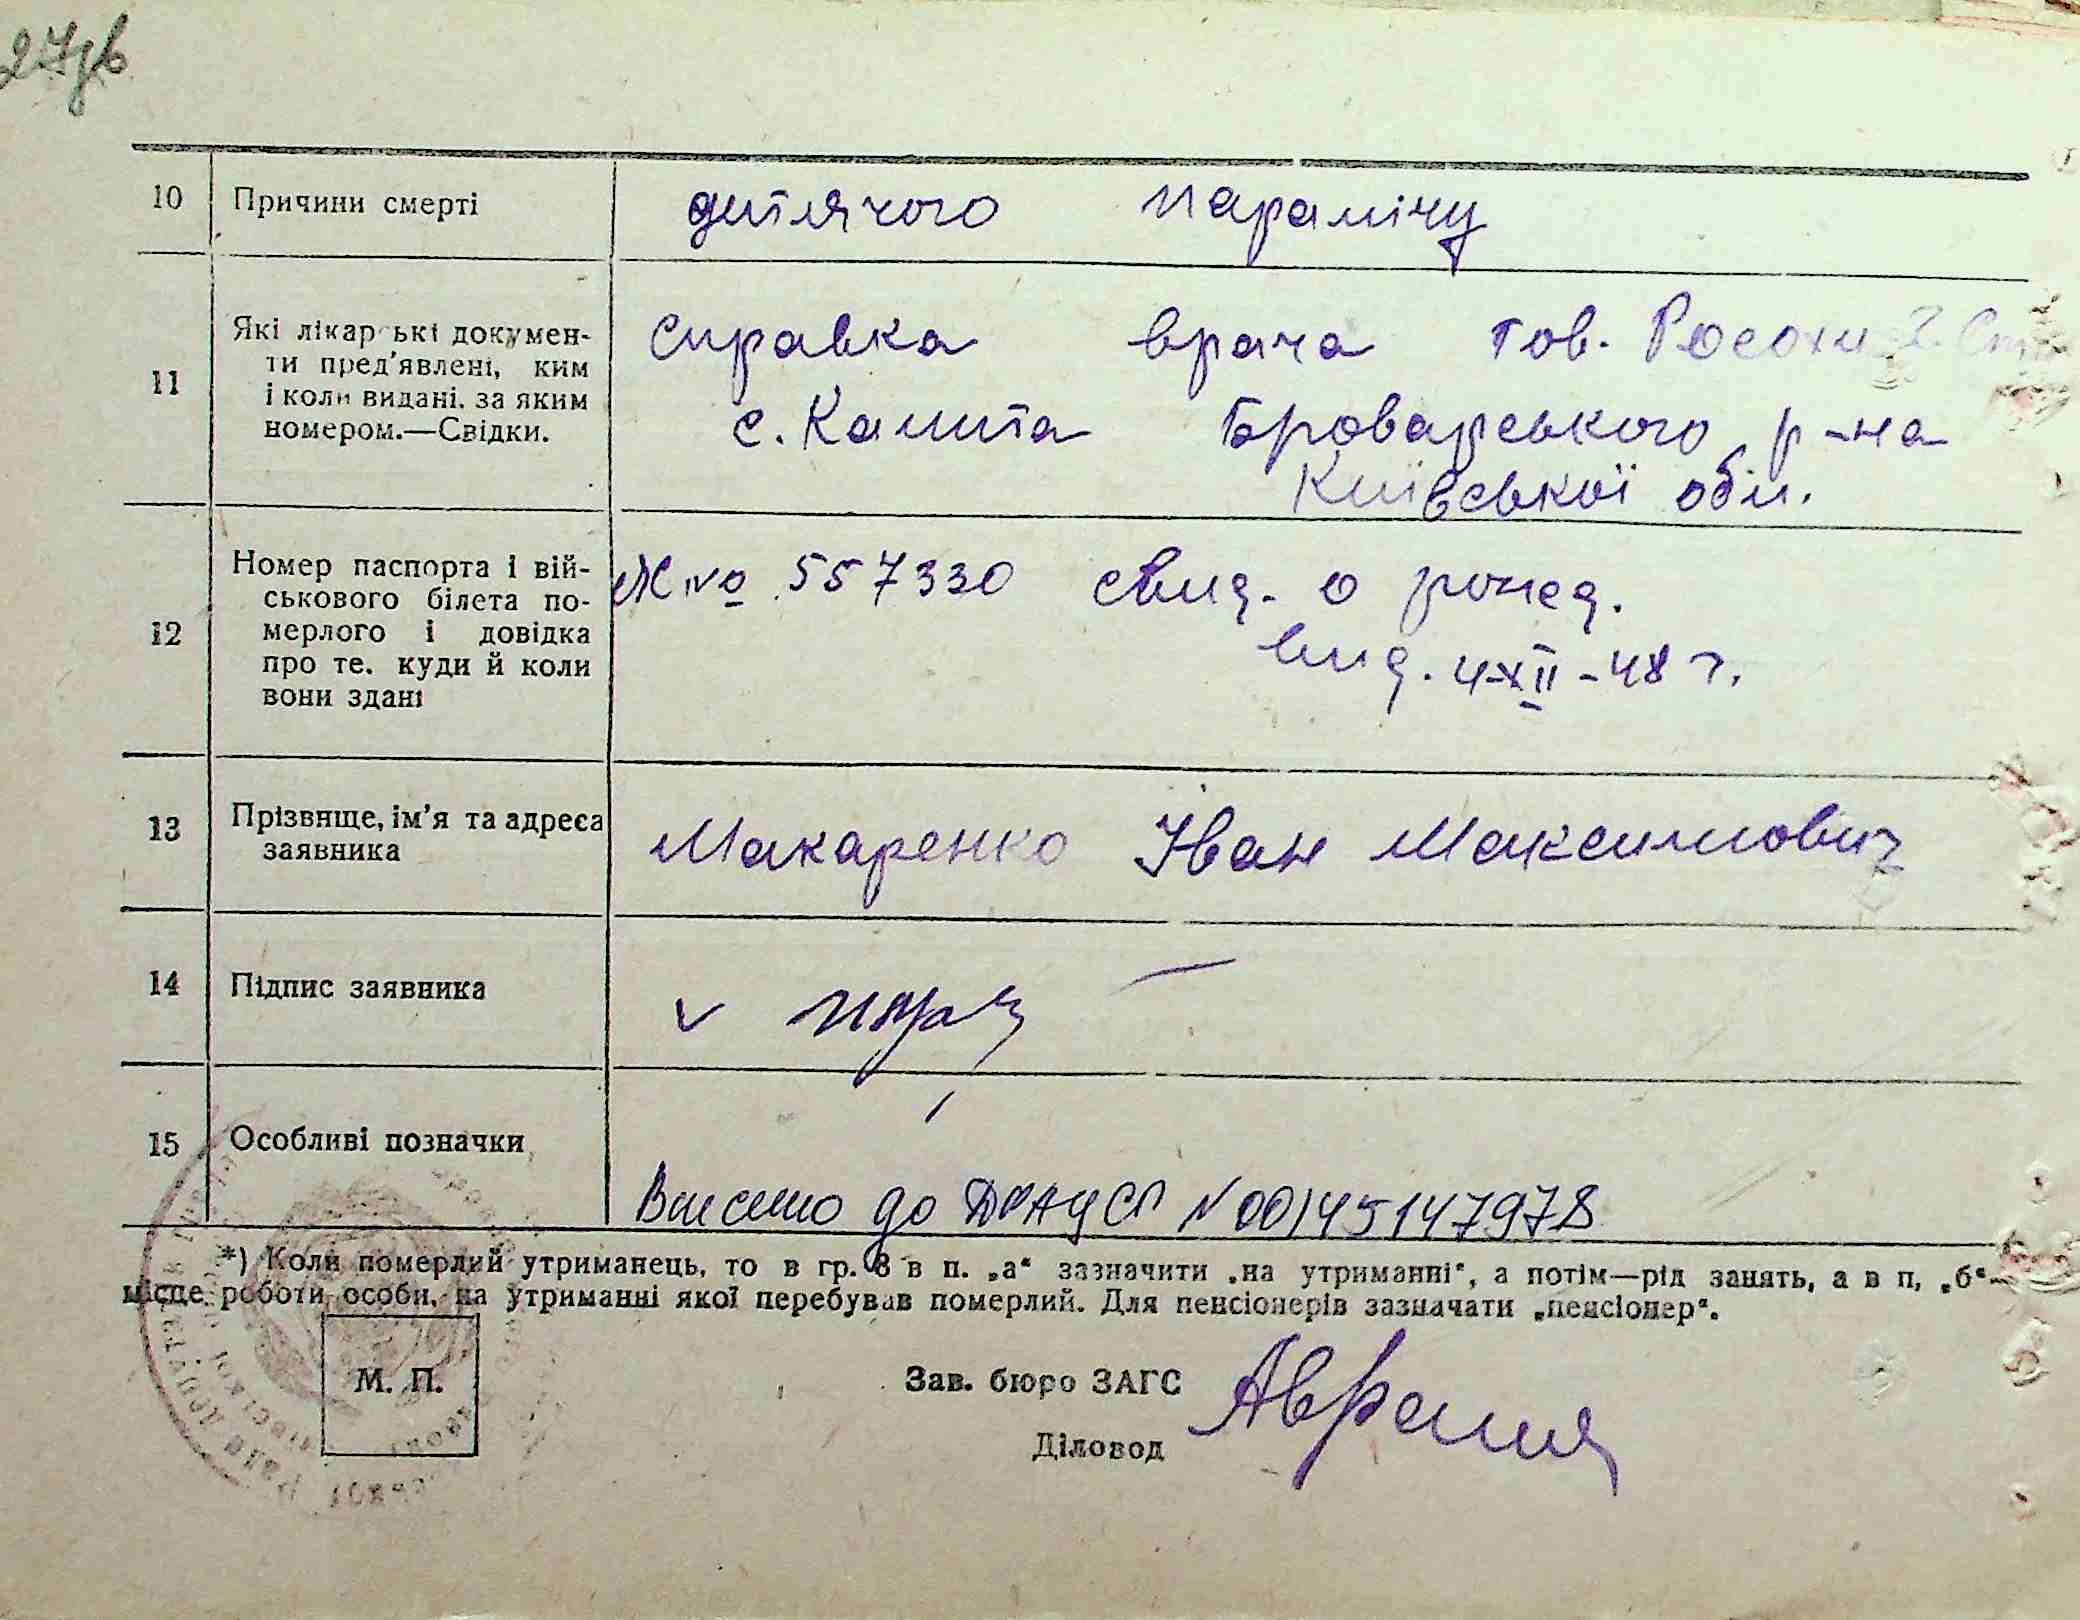 27зв
10 Причини смерті дитячого паралічу
11 Які лікарські докумен-
ти пред'явлені, ким
і коли видані, за яким
номером.—Свідки.
Справка врача тов. Росохи
с. Калита Броварського р-на
Київської обл.
12 Номер паспорта і вій-
ськового білета по-
мерлого і довідка
про те, куди й коли
вони здані
№ 557330 свид. о рожд.
выд. 4-XII-48 г.
13 Прізвище, ім'я та адреса
заявника
Макаренко Іван Максимович
14 Підпис заявника
15 Особливі позначки
Внесено до ДРАЦСГ №00145147978
*) Коли померлий утриманець, то в гр. 8 в п. „а“ зазначити „на утриманні“, а потім—рід занять, а в п. „б“—
місце роботи особи, на утриманні якої перебував померлий. Для пенсіонерів зазначати „пенсіонер“.
М. П.
Зав. бюро ЗАГС
Діловод